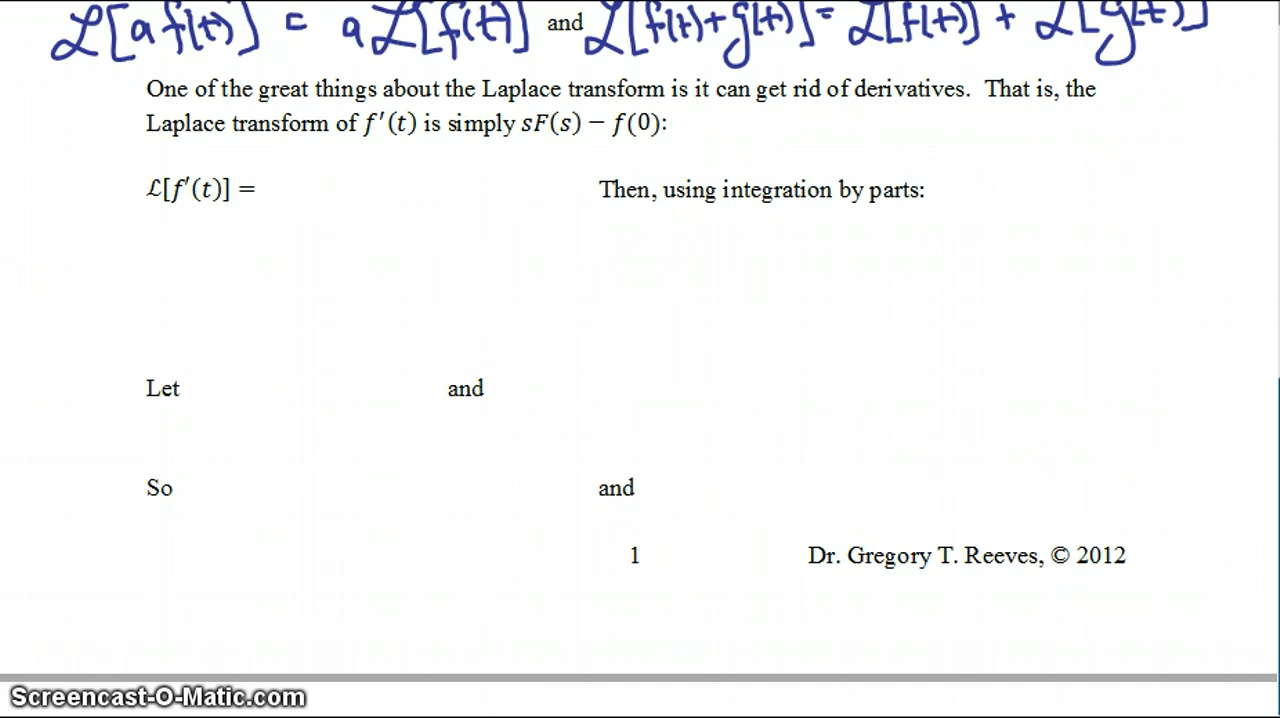 ℒ[af(t)] = aℒ[f(t)] and ℒ[f(t)+g(t)] = ℒ[f(t)] + ℒ[g(t)]
One of the great things about the Laplace transform is it can get rid of derivatives. That is, the
Laplace transform of f′(t) is simply sF(s) − f(0):
ℒ[f′(t)] = Then, using integration by parts:
Let and
So and
1 Dr. Gregory T. Reeves, © 2012
Screencast-O-Matic.com